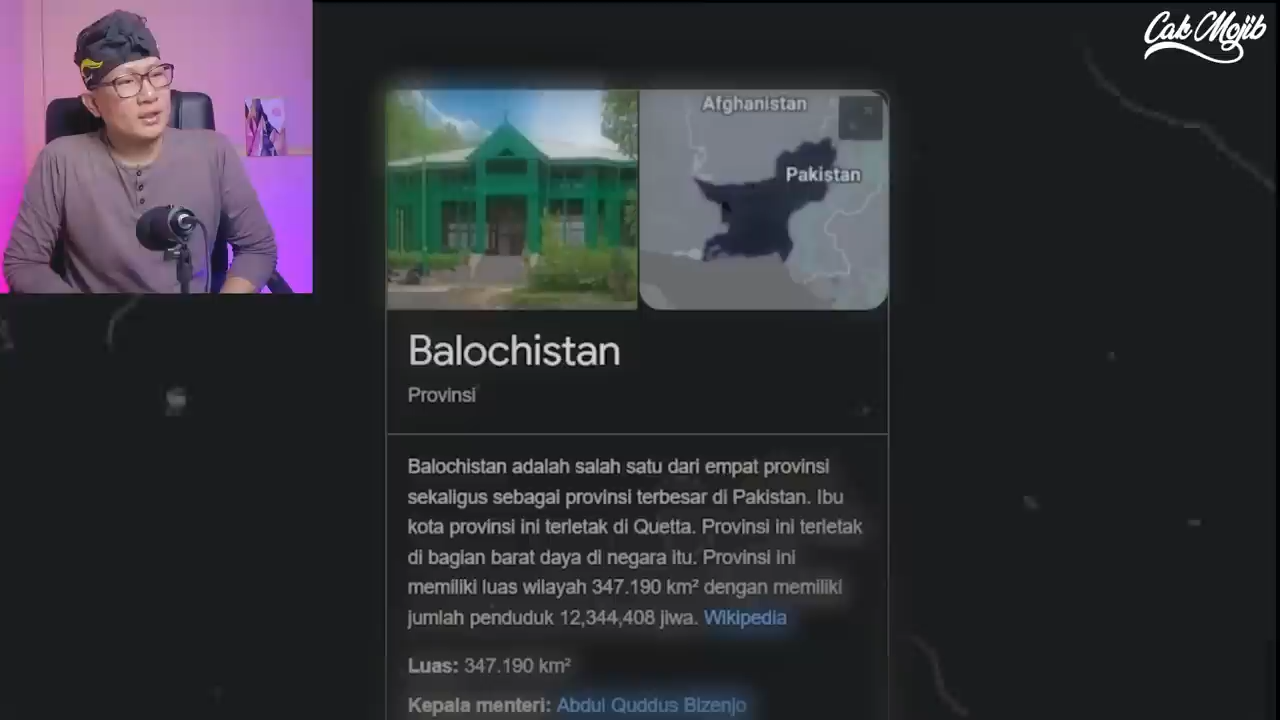 Cak Mojib
Afghanistan
Pakistan
Balochistan
Provinsi
Balochistan adalah salah satu dari empat provinsi
sekaligus sebagai provinsi terbesar di Pakistan. Ibu
kota provinsi ini terletak di Quetta. Provinsi ini terletak
di bagian barat daya di negara itu. Provinsi ini
memiliki luas wilayah 347.190 km² dengan memiliki
jumlah penduduk 12,344,408 jiwa. Wikipedia
Luas: 347.190 km²
Kepala menteri: Abdul Quddus Bizenjo